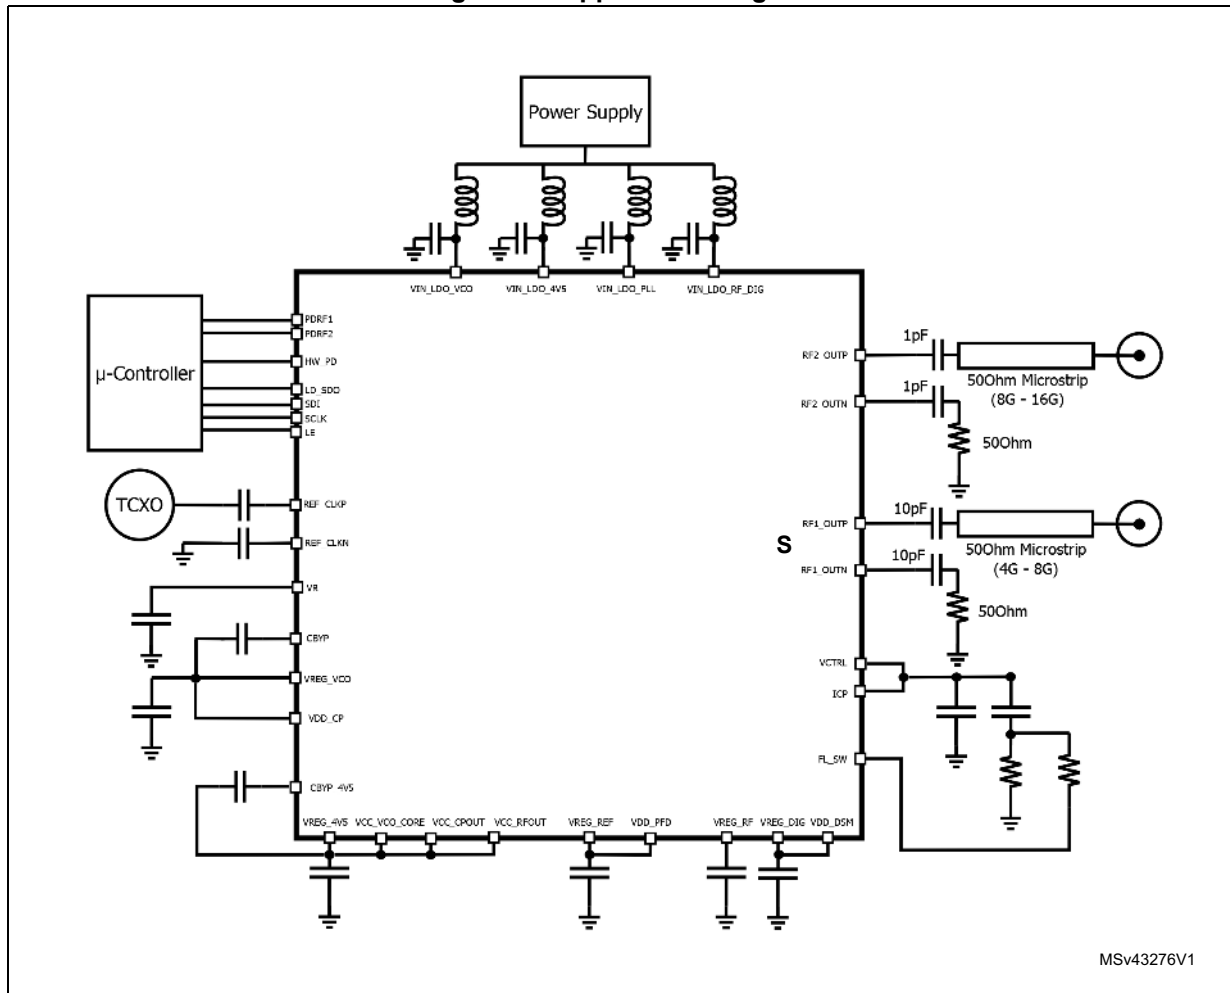 Power Supply
VIN_LDO_VCO
VIN_LDO_4V5
VIN_LDO_PLL
VIN_LDO_RF_DIG
µ-Controller
PDRF1
PDRF2
HW_PD
LD_SDO
SDI
SCLK
LE
TCXO
REF_CLKP
REF_CLKN
VR
CBYP
VREG_VCO
VDD_CP
CBYP_4V5
RF2_OUTP
1pF
50Ohm Microstrip
(8G - 16G)
RF2_OUTN
1pF
50Ohm
RF1_OUTP
10pF
50Ohm Microstrip
(4G - 8G)
S
RF1_OUTN
10pF
50Ohm
VCTRL
ICP
FL_SW
VREG_4V5
VCC_VCO_CORE
VCC_CPOUT
VCC_RFOUT
VREG_REF
VDD_PFD
VREG_RF
VREG_DIG
VDD_DSM
MSv43276V1